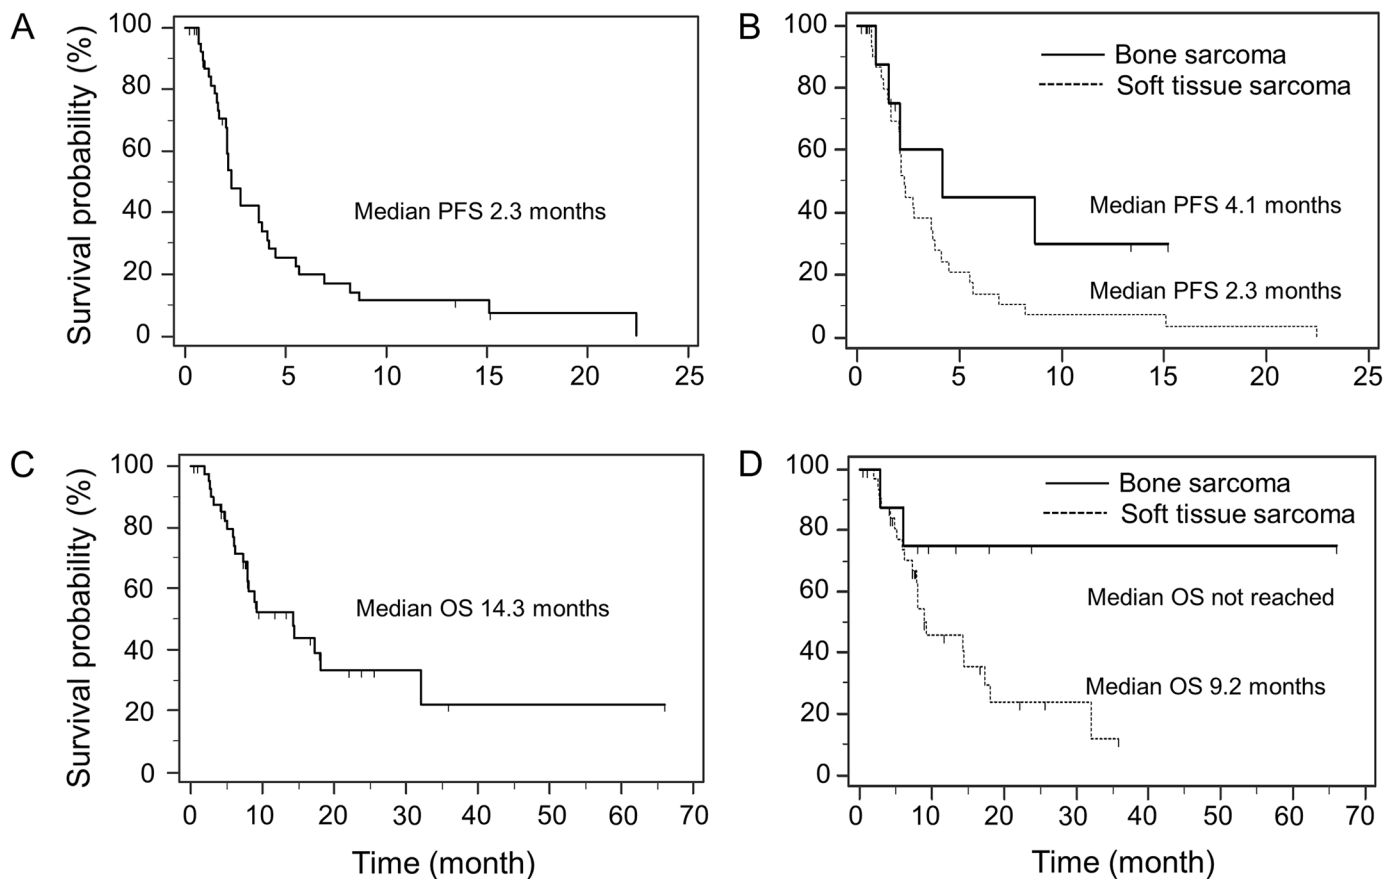 A
Survival probability (%)
100
80
60
40
20
0
Median PFS 2.3 months
0 5 10 15 20 25
B
100
80
60
40
20
0
Bone sarcoma
Soft tissue sarcoma
Median PFS 4.1 months
Median PFS 2.3 months
0 5 10 15 20 25
C
Survival probability (%)
100
80
60
40
20
0
Median OS 14.3 months
0 10 20 30 40 50 60 70
Time (month)
D
100
80
60
40
20
0
Bone sarcoma
Soft tissue sarcoma
Median OS not reached
Median OS 9.2 months
0 10 20 30 40 50 60 70
Time (month)